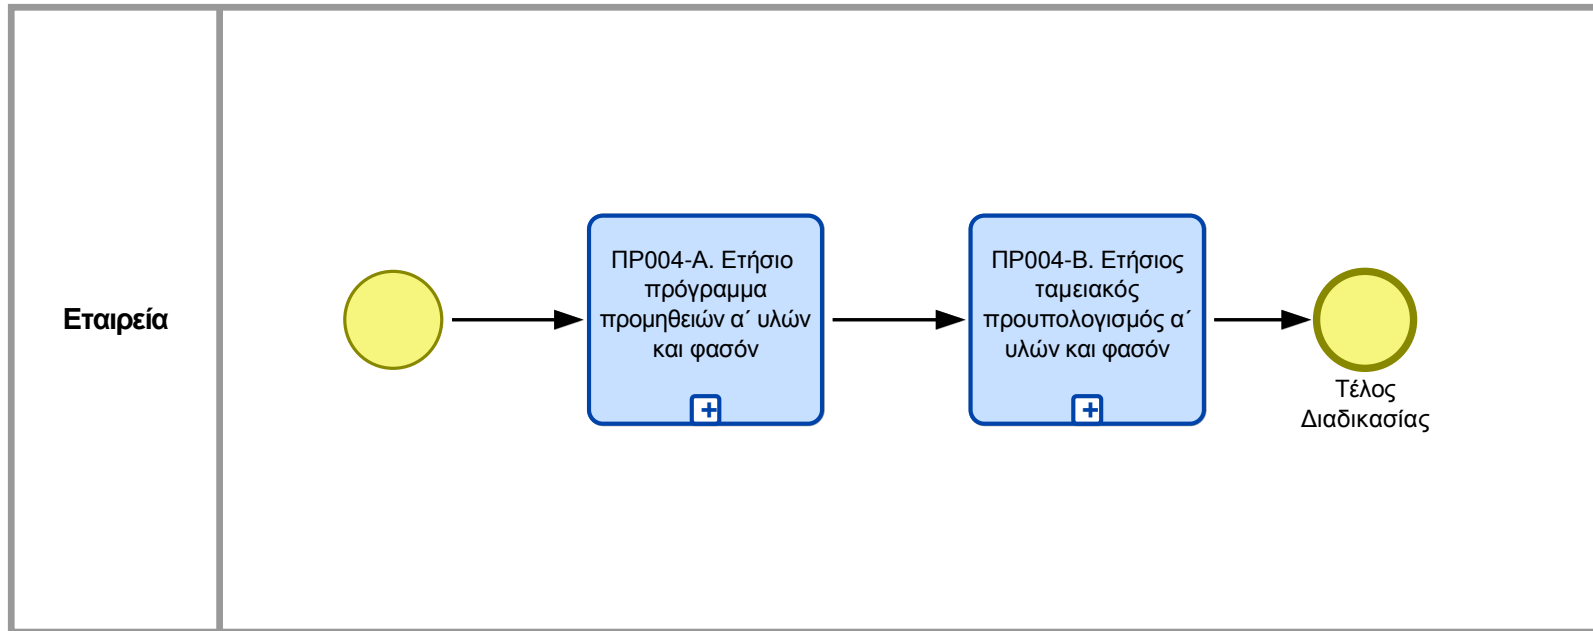 Εταιρεία
ΠΡ004-Α. Ετήσιο
πρόγραμμα
προμηθειών α΄ υλών
και φασόν
ΠΡ004-Β. Ετήσιος
ταμειακός
προυπολογισμός α΄
υλών και φασόν
Τέλος
Διαδικασίας